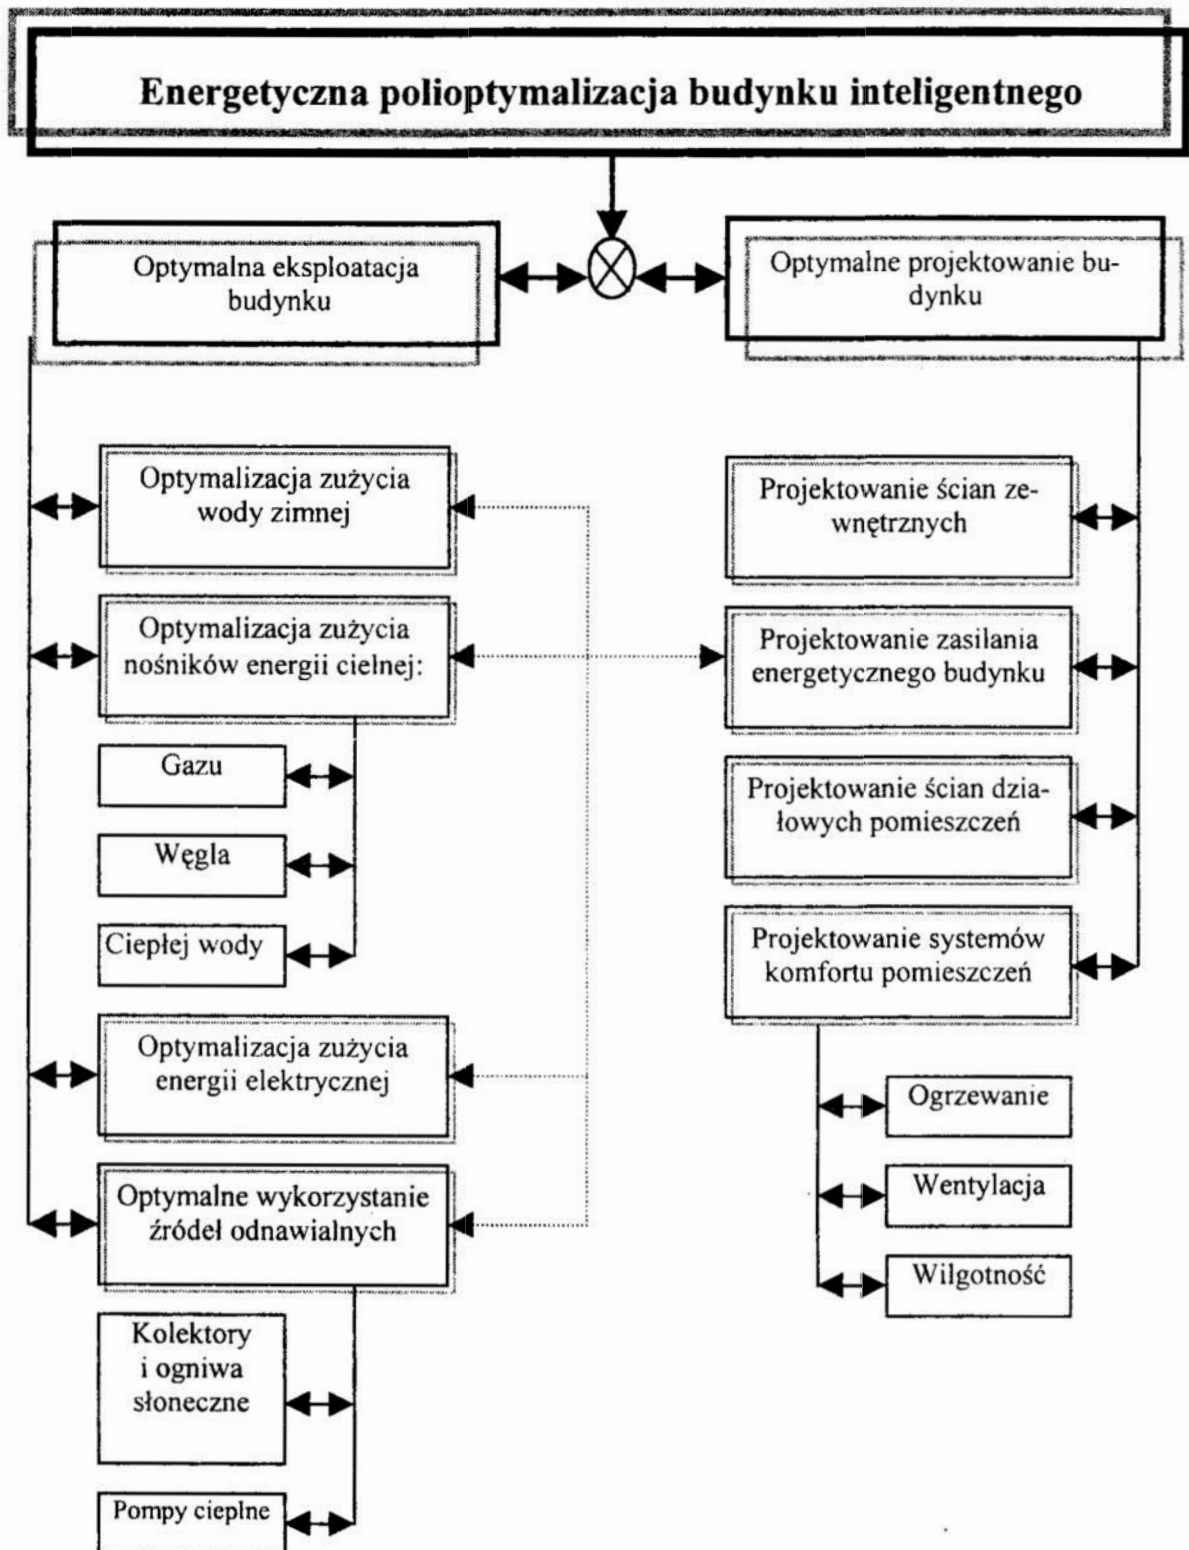 Energetyczna polioptymalizacja budynku inteligentnego
Optymalna eksploatacja
budynku
Optymalne projektowanie bu-
dynku
Optymalizacja zużycia
wody zimnej
Optymalizacja zużycia
nośników energii cielnej:
Gazu
Węgla
Ciepłej wody
Optymalizacja zużycia
energii elektrycznej
Optymalne wykorzystanie
źródeł odnawialnych
Kolektory
i ogniwa
słoneczne
Pompy cieplne
Projektowanie ścian ze-
wnętrznych
Projektowanie zasilania
energetycznego budynku
Projektowanie ścian dzia-
łowych pomieszczeń
Projektowanie systemów
komfortu pomieszczeń
Ogrzewanie
Wentylacja
Wilgotność